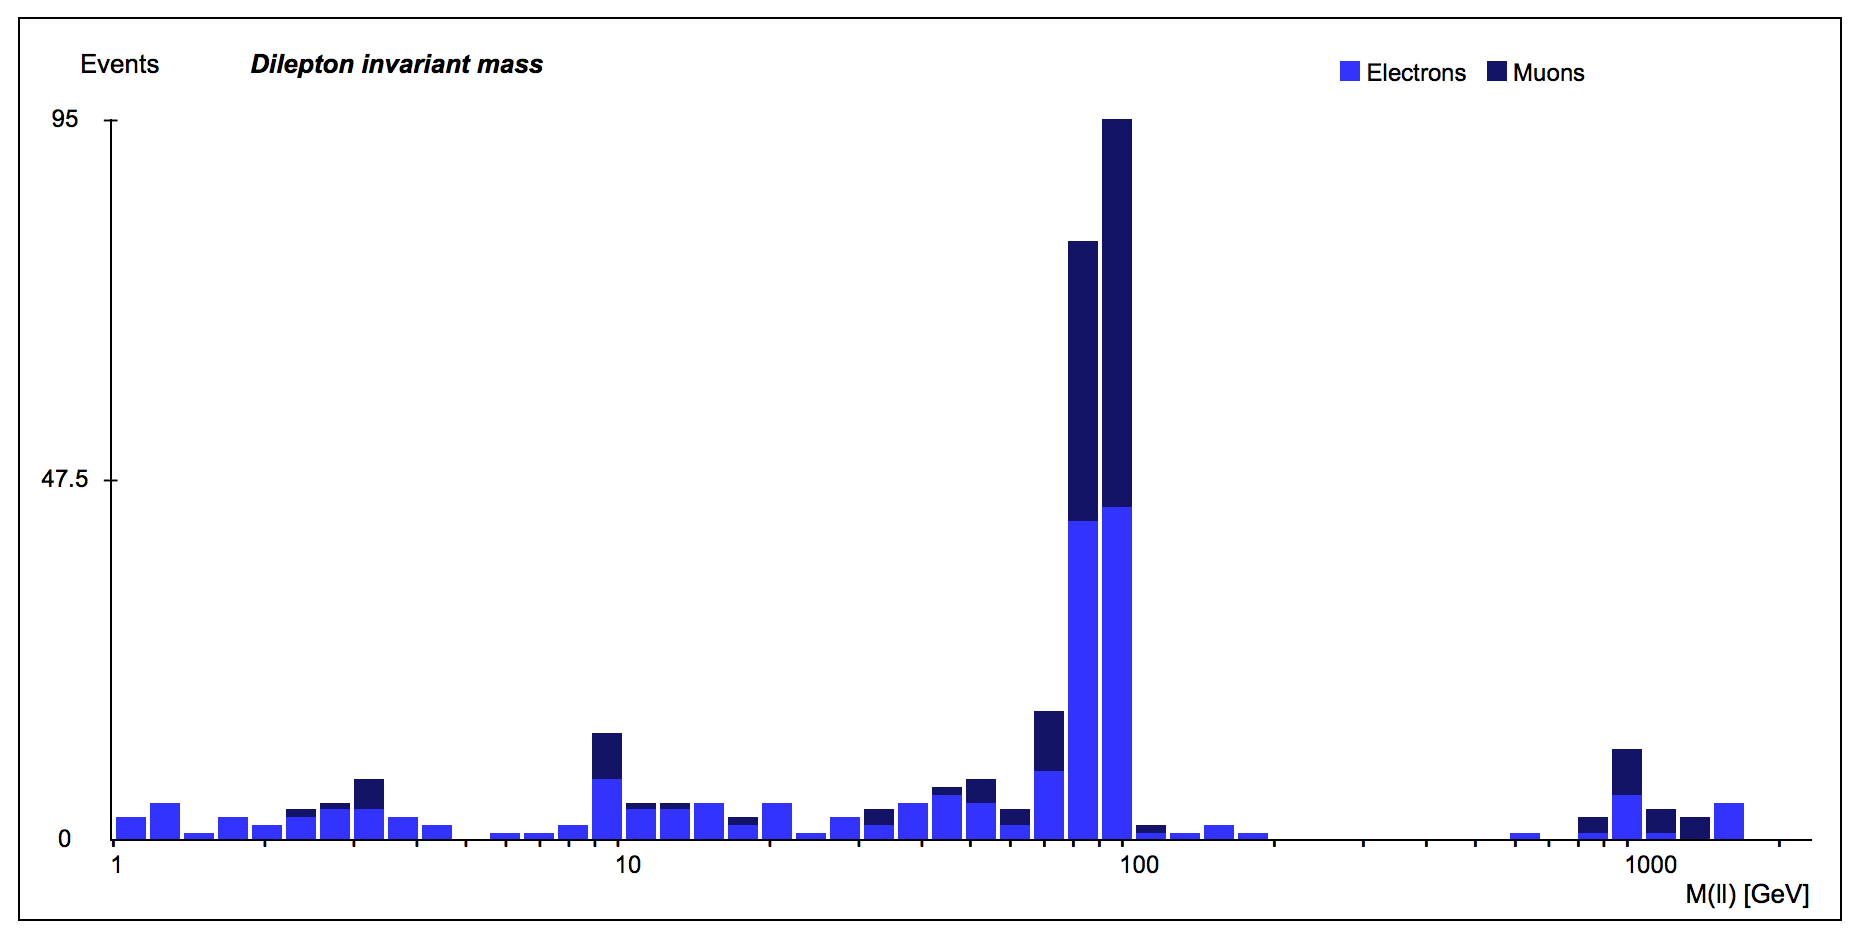 Events Dilepton invariant mass Electrons Muons
95
47.5
0
1 10 100 1000
M(ll) [GeV]